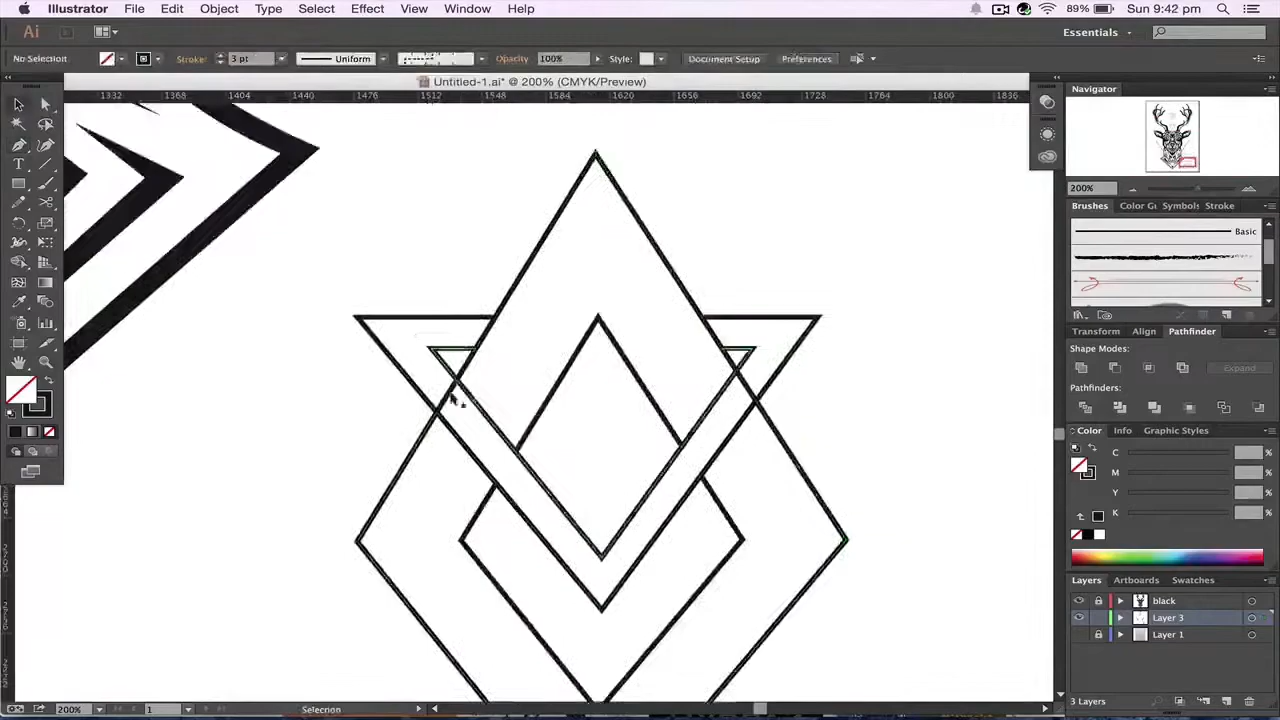 Illustrator File Edit Object Type Select Effect View Window Help 89% Sun 9:42 pm
Ai Essentials
No Selection Stroke: 3 pt Uniform Opacity 100% Style: Document Setup Preferences
Untitled-1.ai* @ 200% (CMYK/Preview)
1332 1368 1404 1440 1476 1512 1548 1584 1620 1656 1692 1728 1764 1800 1836
Navigator
200%
Brushes Color Gu Symbols Stroke
Basic
Transform Align Pathfinder
Shape Modes:
Expand
Pathfinders:
Color Info Graphic Styles
C %
M %
Y %
K %
Layers Artboards Swatches
black
Layer 3
Layer 1
3 Layers
200% 1 Selection